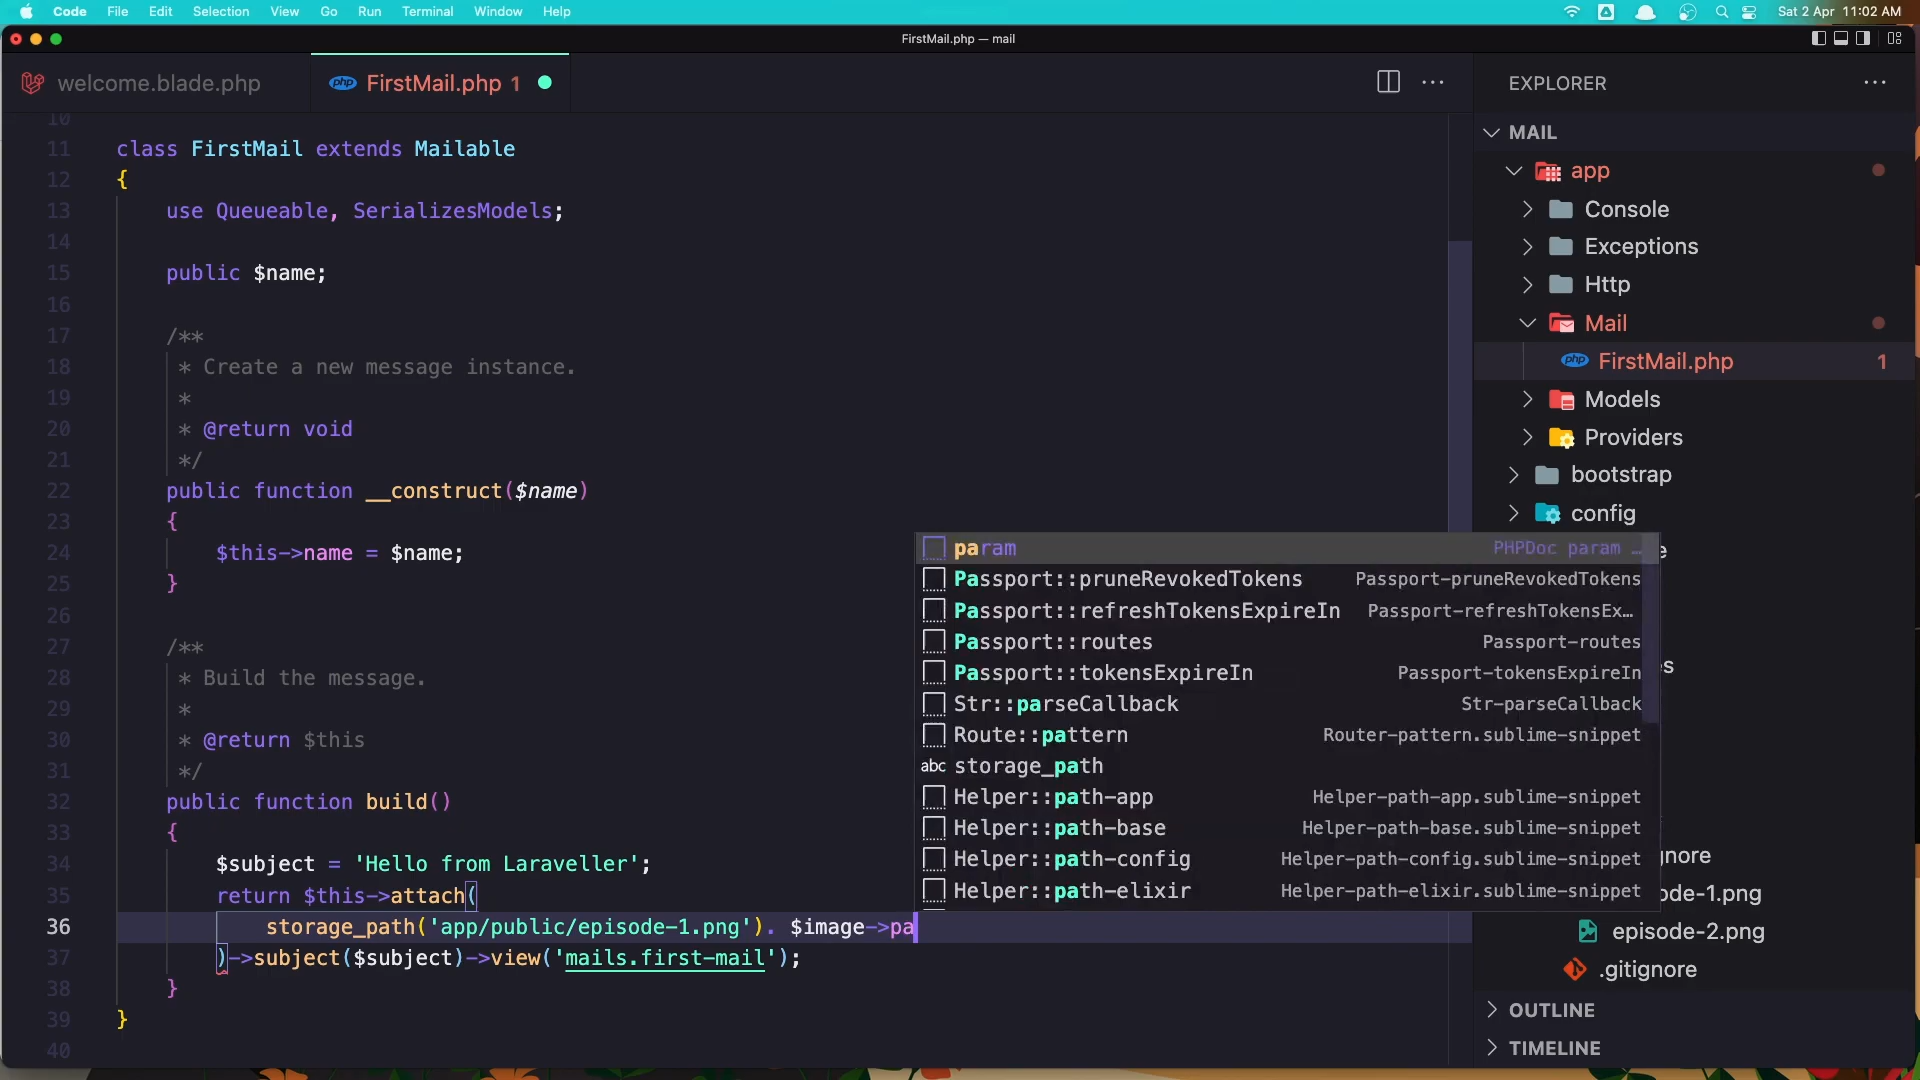 Code File Edit Selection View Go Run Terminal Window Help Sat 2 Apr 11:02 AM
FirstMail.php — mail
welcome.blade.php FirstMail.php 1
EXPLORER
10
11 class FirstMail extends Mailable
12 {
13 use Queueable, SerializesModels;
14
15 public $name;
16
17 /**
18 * Create a new message instance.
19 *
20 * @return void
21 */
22 public function __construct($name)
23 {
24 $this->name = $name;
25 }
26
27 /**
28 * Build the message.
29 *
30 * @return $this
31 */
32 public function build()
33 {
34 $subject = 'Hello from Laraveller';
35 return $this->attach(
36 storage_path('app/public/episode-1.png'). $image->pa
37 )->subject($subject)->view('mails.first-mail');
38 }
39 }
40
param PHPDoc param …
Passport::pruneRevokedTokens Passport-pruneRevokedTokens
Passport::refreshTokensExpireIn Passport-refreshTokensEx…
Passport::routes Passport-routes
Passport::tokensExpireIn Passport-tokensExpireIn
Str::parseCallback Str-parseCallback
Route::pattern Router-pattern.sublime-snippet
abc storage_path
Helper::path-app Helper-path-app.sublime-snippet
Helper::path-base Helper-path-base.sublime-snippet
Helper::path-config Helper-path-config.sublime-snippet
Helper::path-elixir Helper-path-elixir.sublime-snippet
MAIL
app
Console
Exceptions
Http
Mail
php FirstMail.php 1
Models
Providers
bootstrap
config
e
s
gnore
ode-1.png
episode-2.png
.gitignore
OUTLINE
TIMELINE